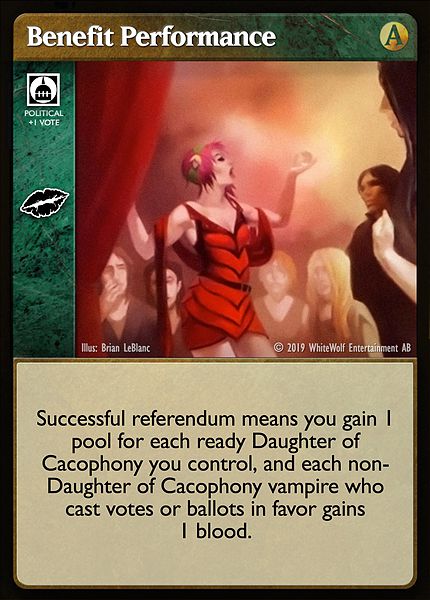 Benefit Performance
A
POLITICAL
+1 VOTE
Illus: Brian LeBlanc
© 2019 WhiteWolf Entertainment AB
Successful referendum means you gain 1
pool for each ready Daughter of
Cacophony you control, and each non-
Daughter of Cacophony vampire who
cast votes or ballots in favor gains
1 blood.